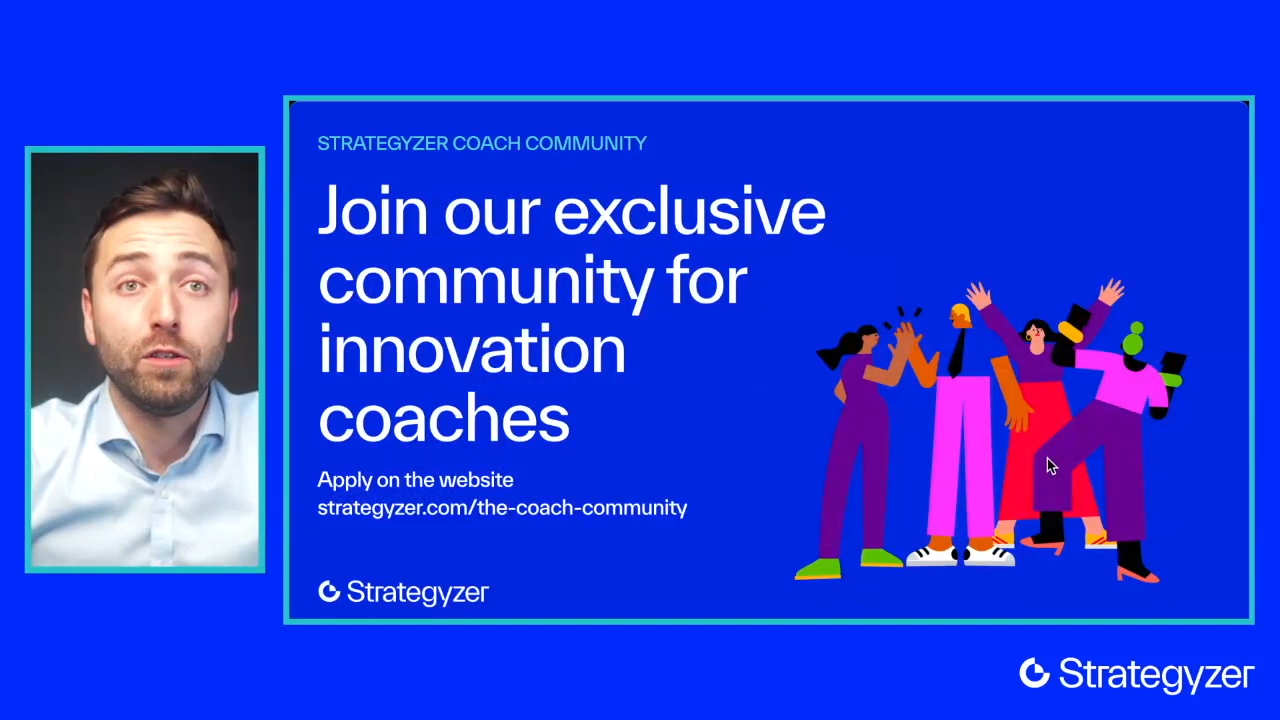 STRATEGYZER COACH COMMUNITY
Join our exclusive
community for
innovation
coaches
Apply on the website
strategyzer.com/the-coach-community
Strategyzer
Strategyzer